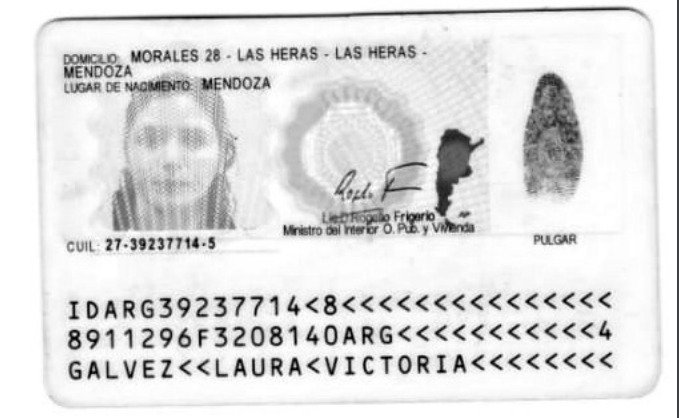 DOMICILIO: MORALES 28 - LAS HERAS - LAS HERAS -
MENDOZA
LUGAR DE NACIMIENTO: MENDOZA
Lic. Rogelio Frigerio
Ministro del Interior O. Pub. y Vivienda
CUIL: 27-39237714-5
PULGAR
IDARG39237714<8<<<<<<<<<<<<<<<
8911296F3208140ARG<<<<<<<<<<<4
GALVEZ<<LAURA<VICTORIA<<<<<<<<